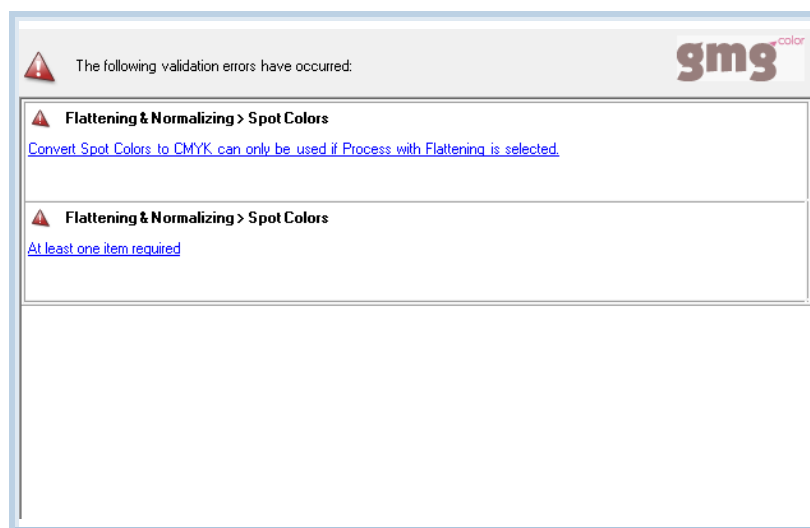 The following validation errors have occurred:
gmg color
Flattening & Normalizing > Spot Colors
Convert Spot Colors to CMYK can only be used if Process with Flattening is selected.
Flattening & Normalizing > Spot Colors
At least one item required